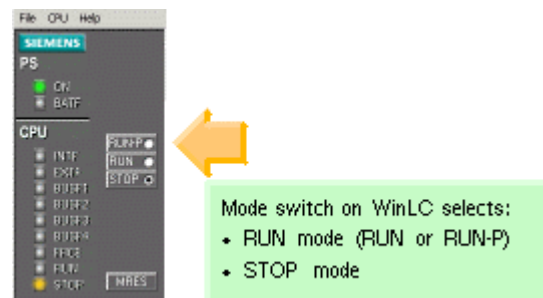 File CPU Help
SIEMENS
PS
ON
BATF
CPU
INTF
EXTF
BUSF1
BUSF2
BUSF3
BUSF4
FRCE
RUN
STOP
RUN-P
RUN
STOP
MRES
Mode switch on WinLC selects:
• RUN mode (RUN or RUN-P)
• STOP mode